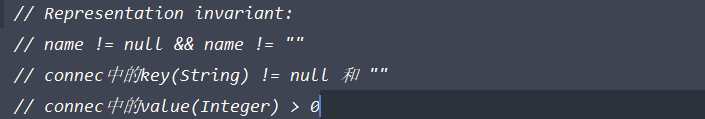 // Representation invariant:
// name != null && name != ""
// connec中的key(String) != null 和 ""
// connec中的value(Integer) > 0